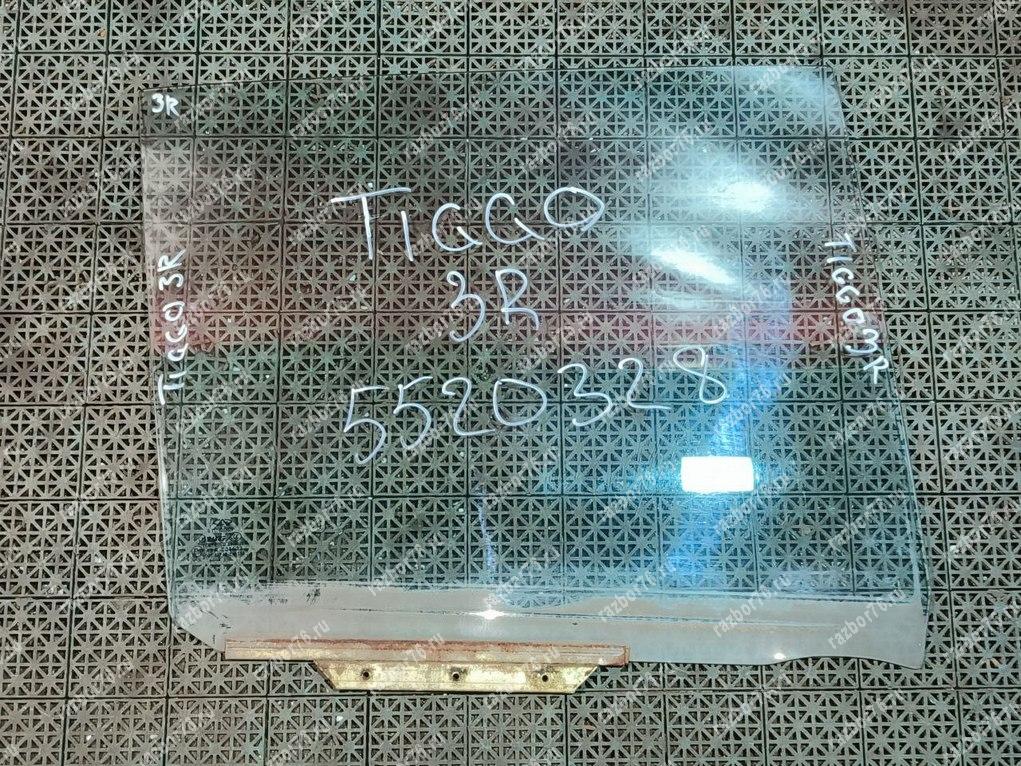 3R
TIGGO
3R
5520328
TIGGO 3R
TIGGO 3R
razbor76.ru